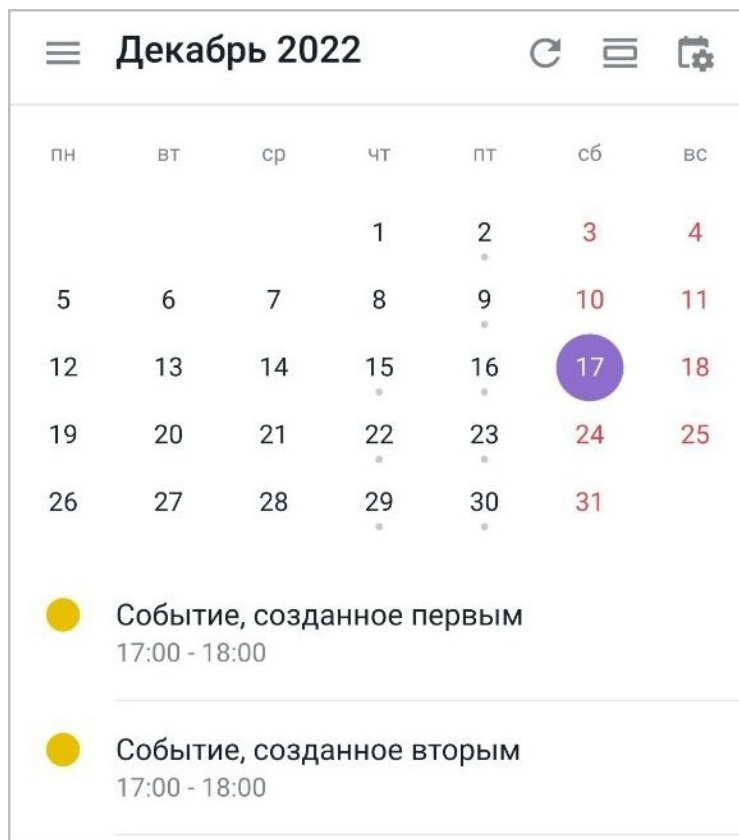 Декабрь 2022
пн вт ср чт пт сб вс
1 2 3 4
5 6 7 8 9 10 11
12 13 14 15 16 17 18
19 20 21 22 23 24 25
26 27 28 29 30 31
Событие, созданное первым
17:00 - 18:00
Событие, созданное вторым
17:00 - 18:00